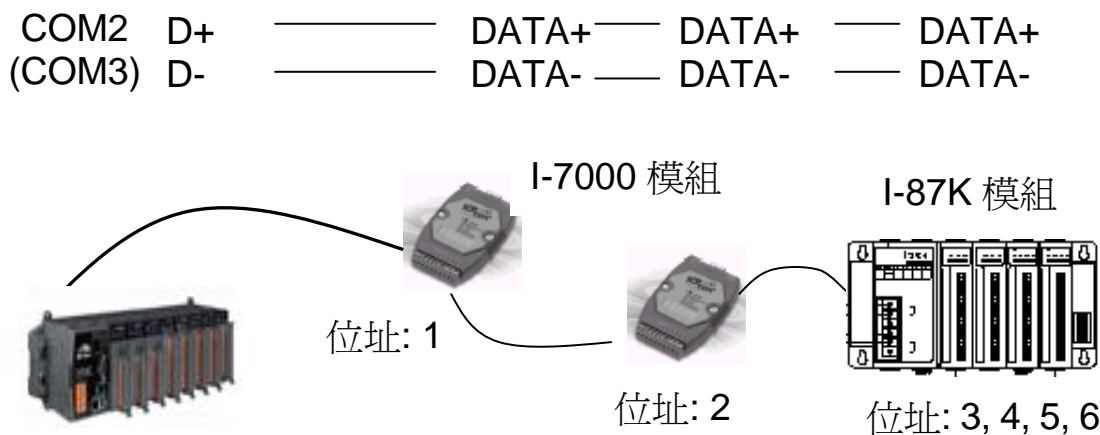 COM2 D+ DATA+ DATA+ DATA+
(COM3) D- DATA- DATA- DATA-
I-7000 模組
I-87K 模組
位址: 1
位址: 2
位址: 3, 4, 5, 6